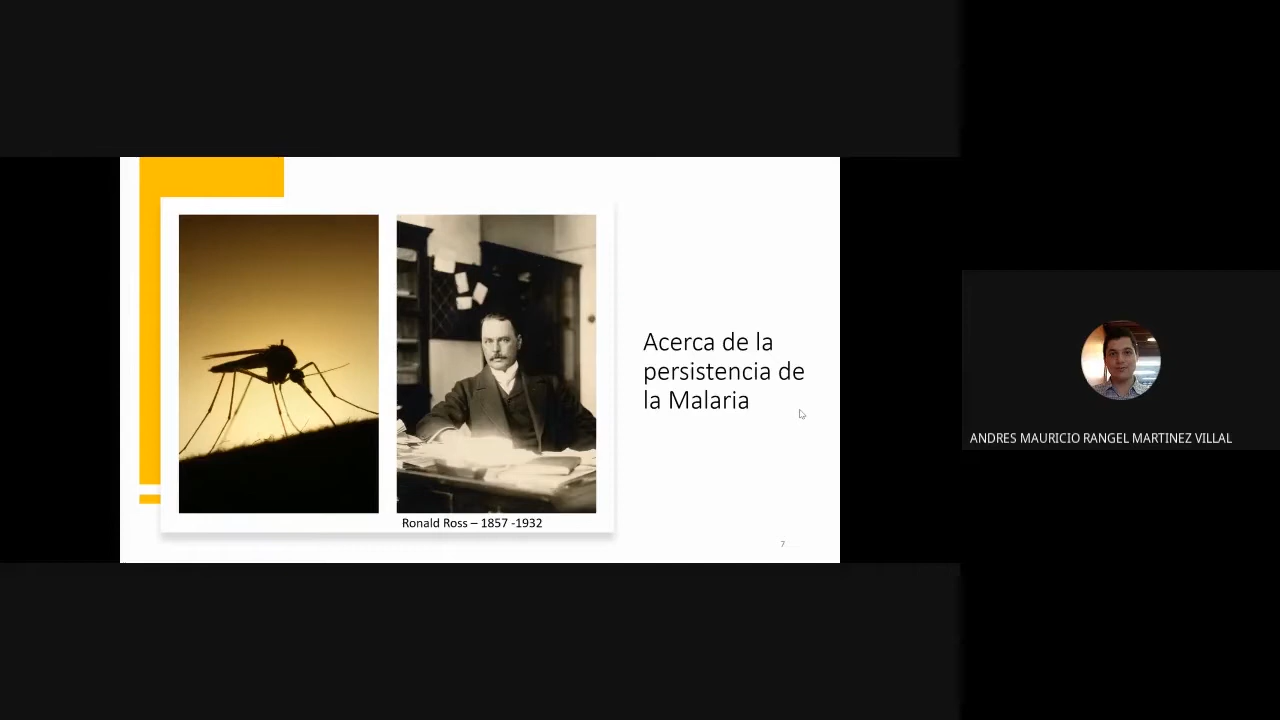 Acerca de la
persistencia de
la Malaria
Ronald Ross – 1857 -1932
7
ANDRES MAURICIO RANGEL MARTINEZ VILLAL